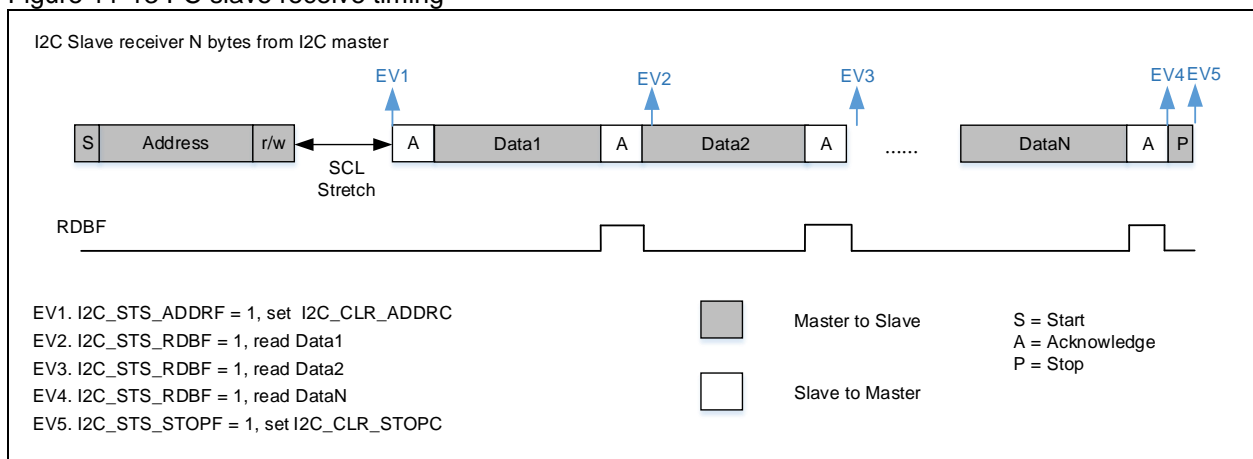 I2C Slave receiver N bytes from I2C master
EV1 EV2 EV3 EV4 EV5
S Address r/w A Data1 A Data2 A ...... DataN A P
SCL
Stretch
RDBF
EV1. I2C_STS_ADDRF = 1, set I2C_CLR_ADDRC
EV2. I2C_STS_RDBF = 1, read Data1
EV3. I2C_STS_RDBF = 1, read Data2
EV4. I2C_STS_RDBF = 1, read DataN
EV5. I2C_STS_STOPF = 1, set I2C_CLR_STOPC
Master to Slave
Slave to Master
S = Start
A = Acknowledge
P = Stop